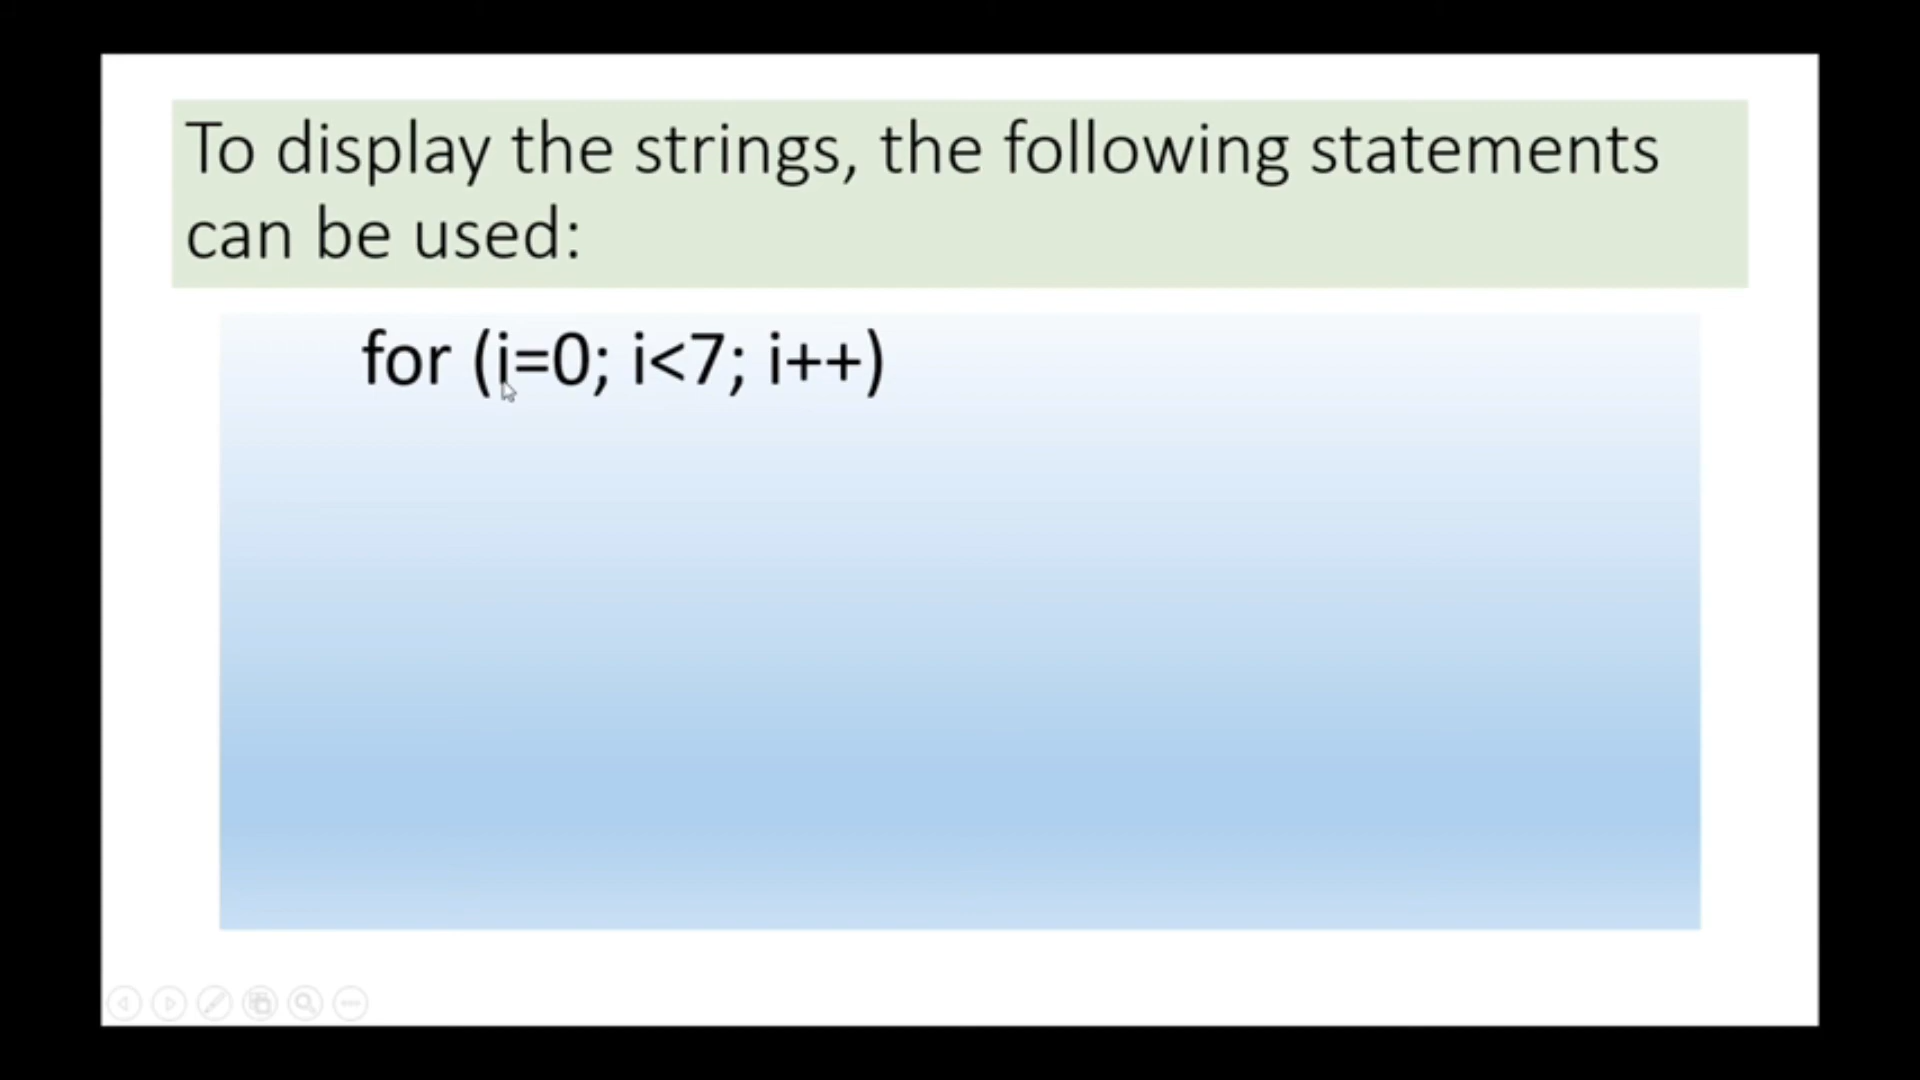 To display the strings, the following statements
can be used:
for (i=0; i<7; i++)